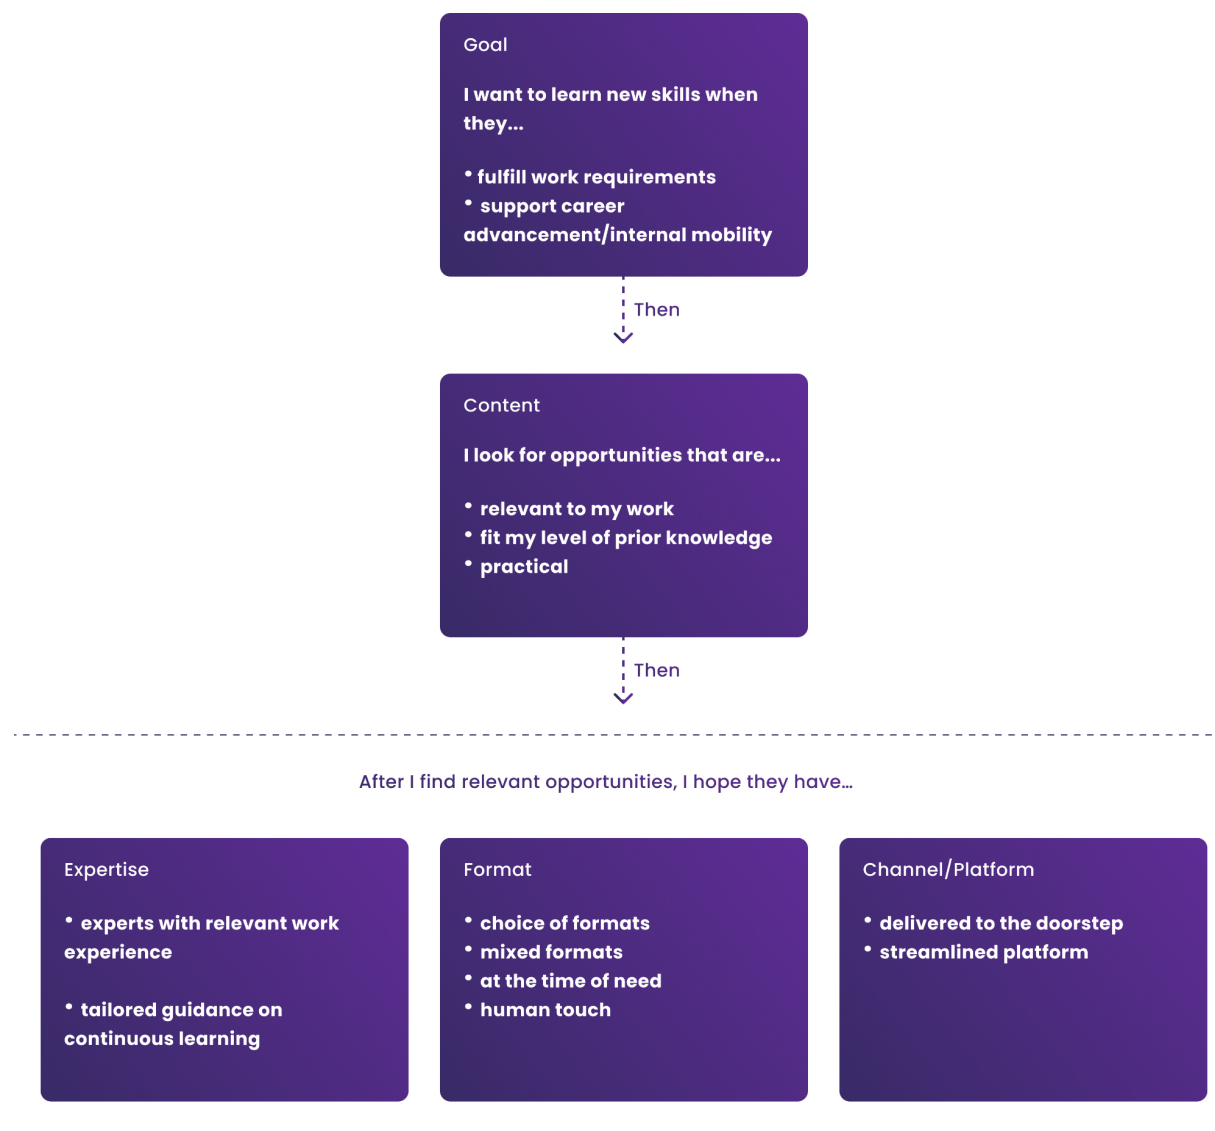 Goal
I want to learn new skills when
they...
• fulfill work requirements
• support career
advancement/internal mobility
Then
Content
I look for opportunities that are...
• relevant to my work
• fit my level of prior knowledge
• practical
Then
After I find relevant opportunities, I hope they have...
Expertise
• experts with relevant work
experience
• tailored guidance on
continuous learning
Format
• choice of formats
• mixed formats
• at the time of need
• human touch
Channel/Platform
• delivered to the doorstep
• streamlined platform